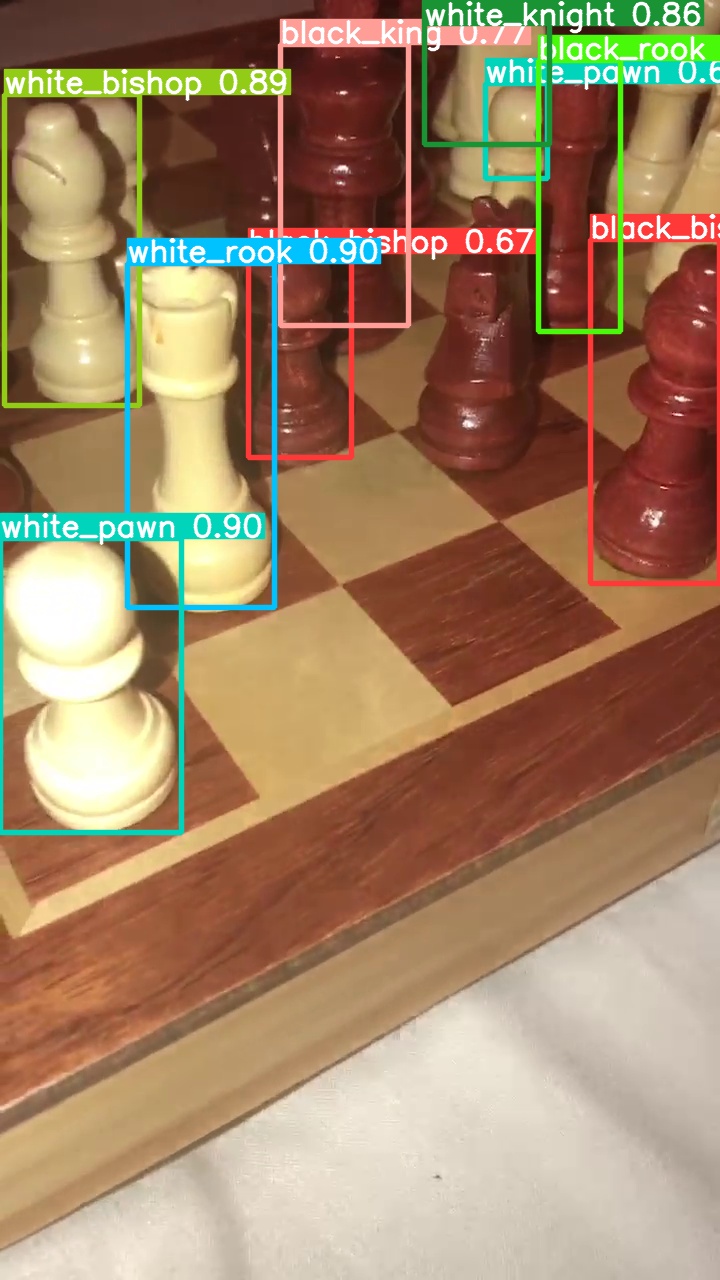 white_knight 0.86
black_king 0.77
black_rook
white_pawn 0.6
white_bishop 0.89
black_bis
bishop 0.67
white_rook 0.90
white_pawn 0.90